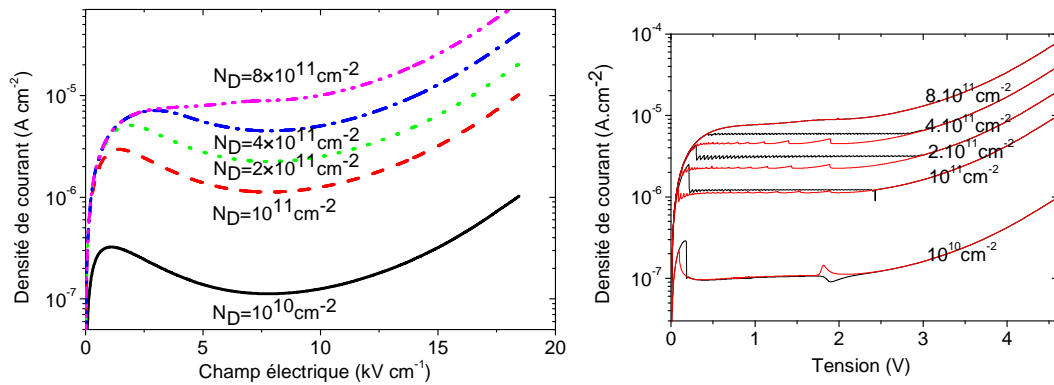 N_D=8×10^11cm^-2
N_D=4×10^11cm^-2
N_D=2×10^11cm^-2
N_D=10^11cm^-2
N_D=10^10cm^-2
10^-5
10^-6
10^-7
0
5
10
15
20
Densité de courant (A cm^-2)
Champ électrique (kV cm^-1)
10^-4
10^-5
10^-6
10^-7
8.10^11cm^-2
4.10^11cm^-2
2.10^11cm^-2
10^11cm^-2
10^10cm^-2
0
1
2
3
4
Densité de courant (A.cm^-2)
Tension (V)